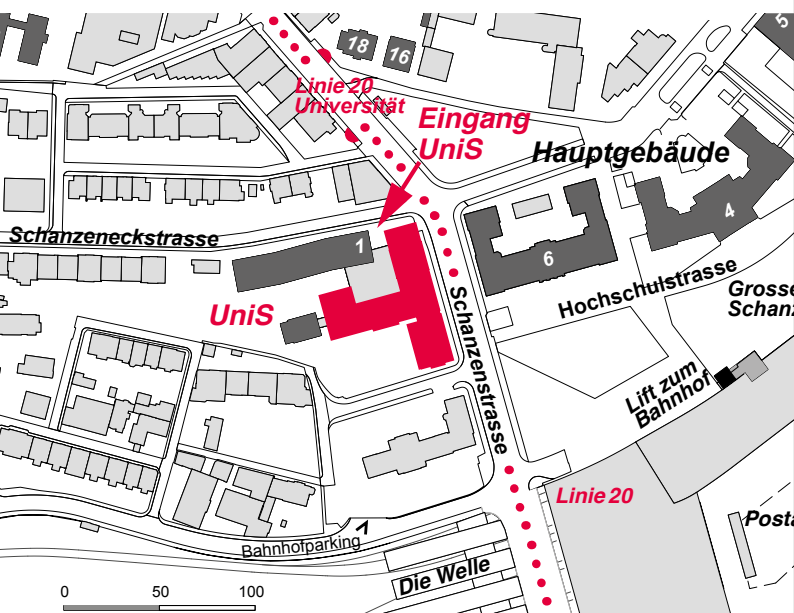 5
18
16
Linie 20
Universität
Eingang
UniS
Hauptgebäude
4
Schanzeneckstrasse
1
6
Hochschulstrasse
Grosse
Schanz
UniS
Schanzenstrasse
Lift zum
Bahnhof
Linie 20
Posta
Bahnhofparking
Die Welle
0 50 100